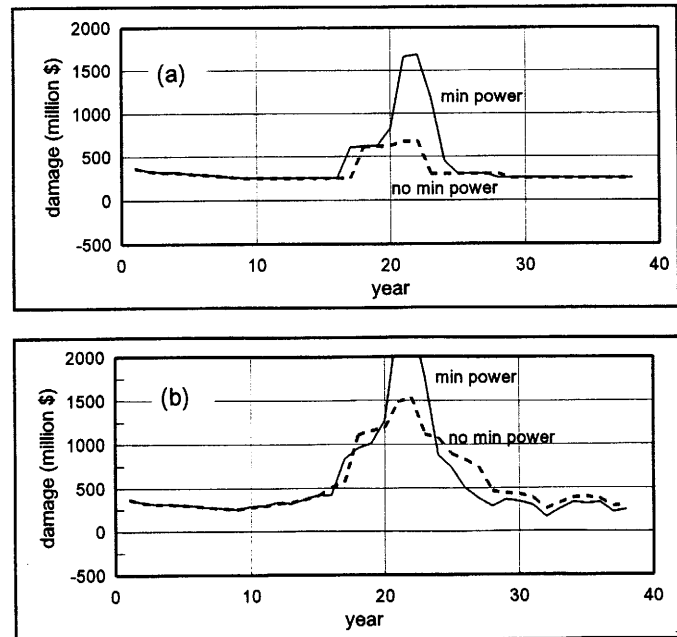 2000
(a)
1500
min power
1000
500
no min power
0
-500
0 10 20 30 40
year
damage (million $)
2000
(b)
min power
1500
no min power
1000
500
0
-500
0 10 20 30 40
year
damage (million $)